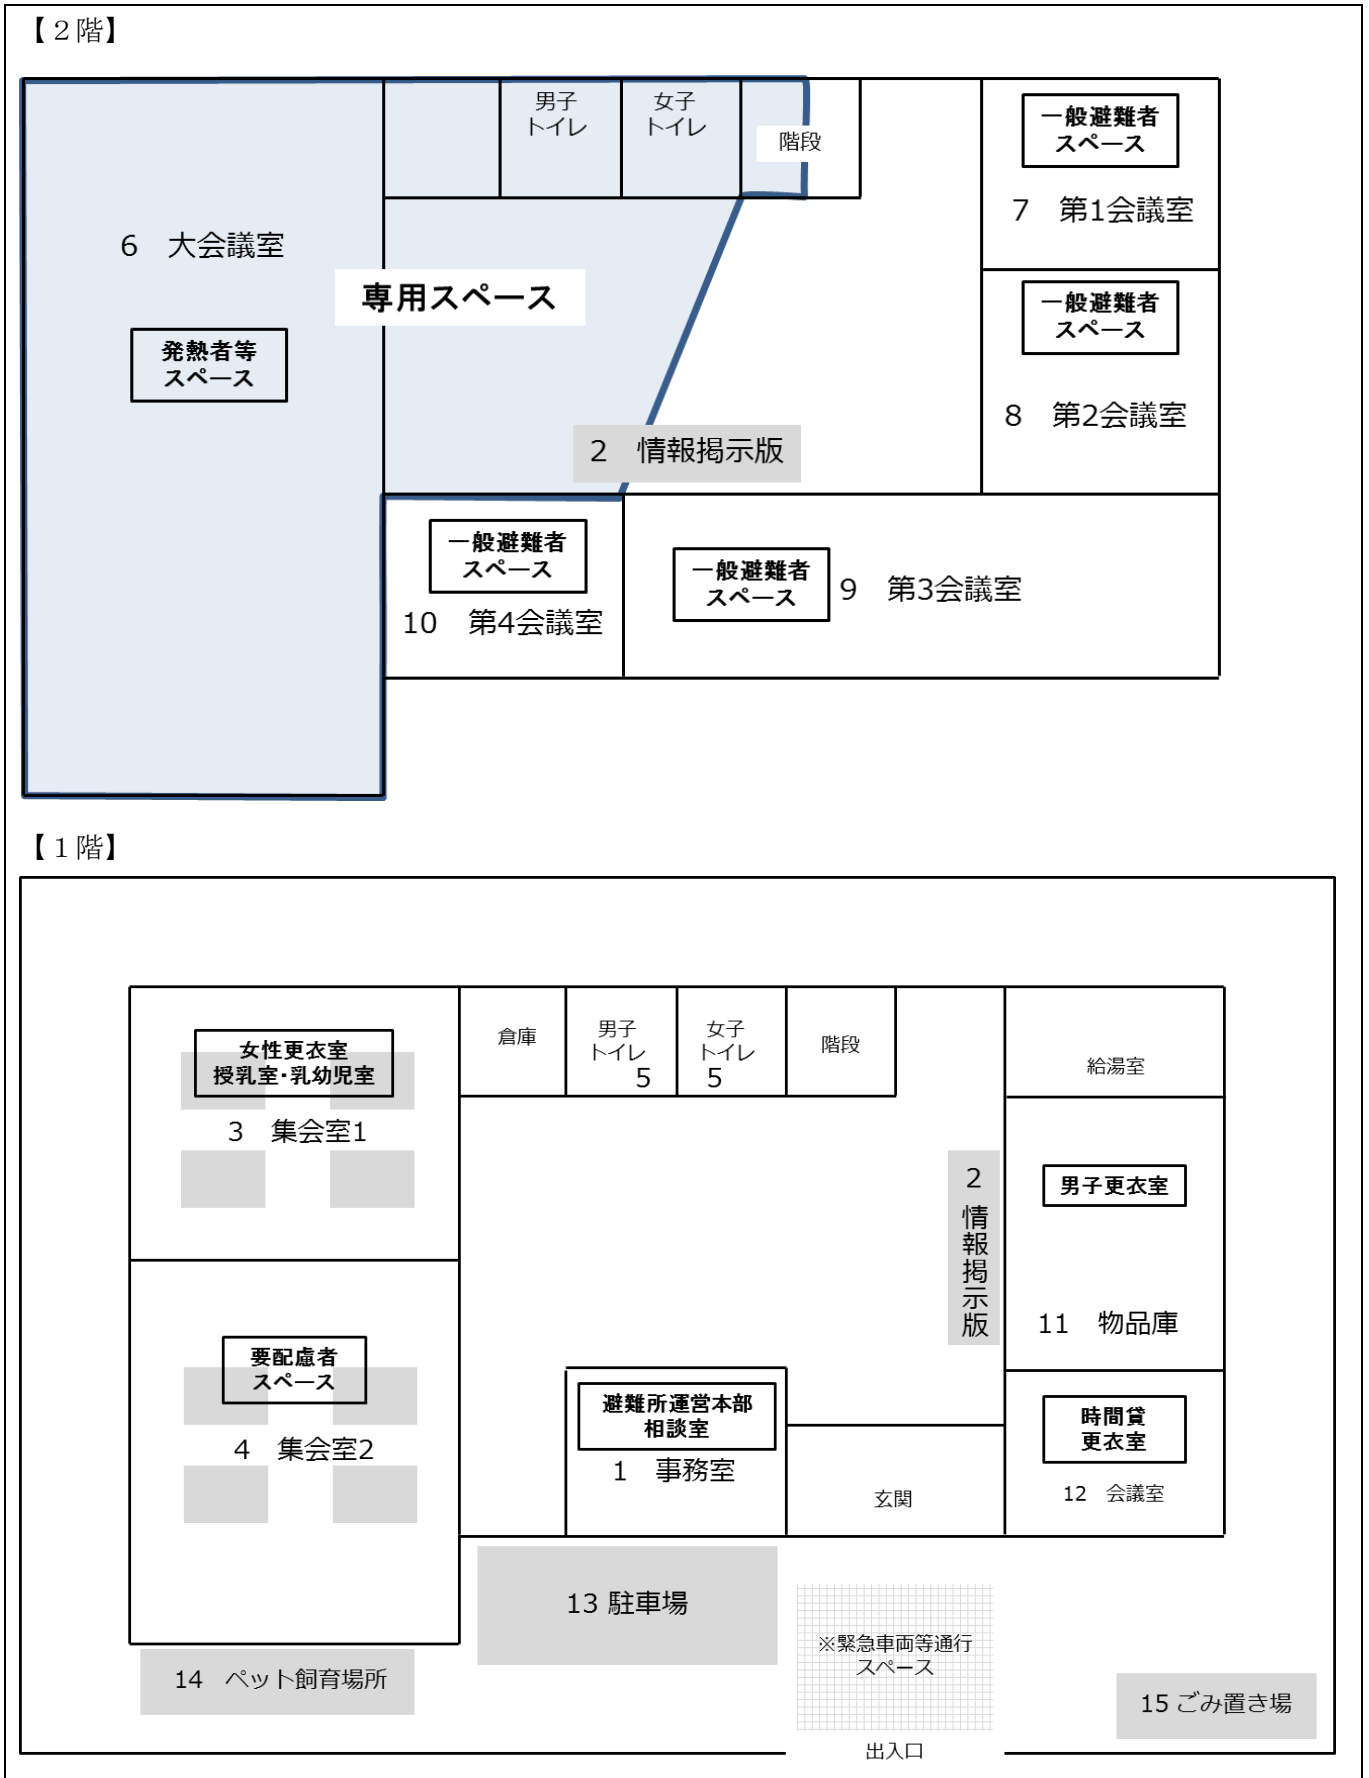 【２階】
男子
トイレ
女子
トイレ
階段
一般避難者
スペース
7　第1会議室
6　大会議室
専用スペース
一般避難者
スペース
発熱者等
スペース
8　第2会議室
2　情報掲示版
一般避難者
スペース
10　第4会議室
一般避難者
スペース
9　第3会議室
【１階】
女性更衣室
授乳室・乳幼児室
3　集会室1
倉庫
男子
トイレ
5
女子
トイレ
5
階段
給湯室
2
情報掲示版
男子更衣室
11　物品庫
要配慮者
スペース
4　集会室2
避難所運営本部
相談室
1　事務室
玄関
時間貸
更衣室
12　会議室
13 駐車場
※緊急車両等通行
スペース
14　ペット飼育場所
15 ごみ置き場
出入口